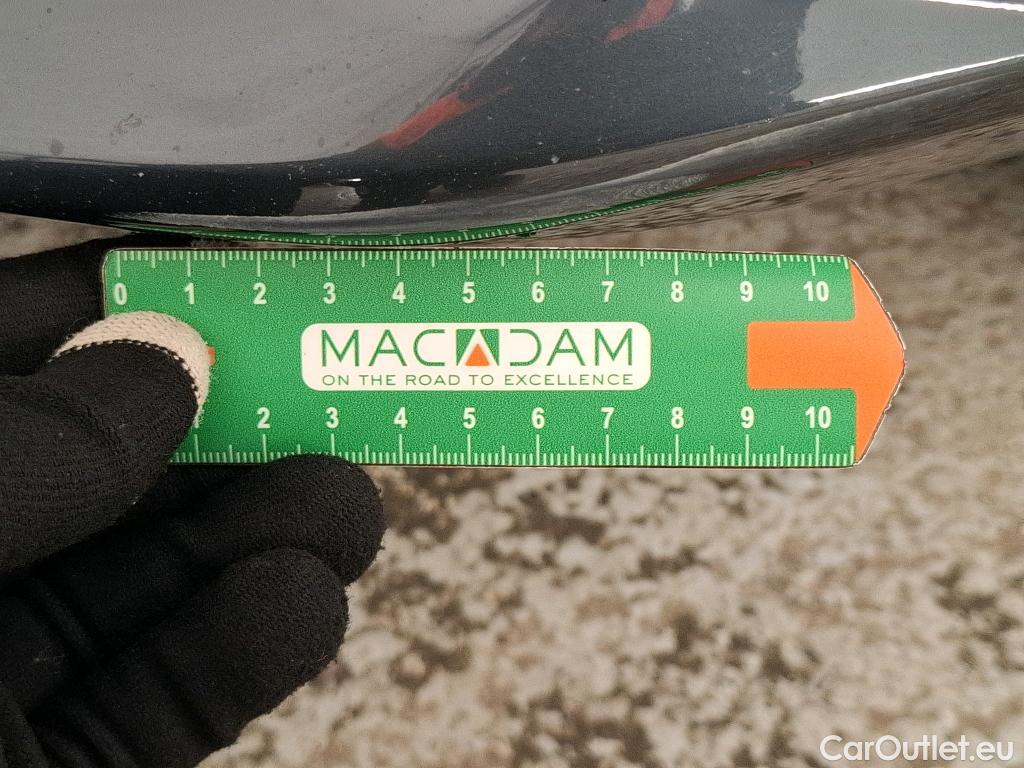 0 1 2 3 4 5 6 7 8 9 10
MACADAM
ON THE ROAD TO EXCELLENCE
1 2 3 4 5 6 7 8 9 10
CarOutlet.eu